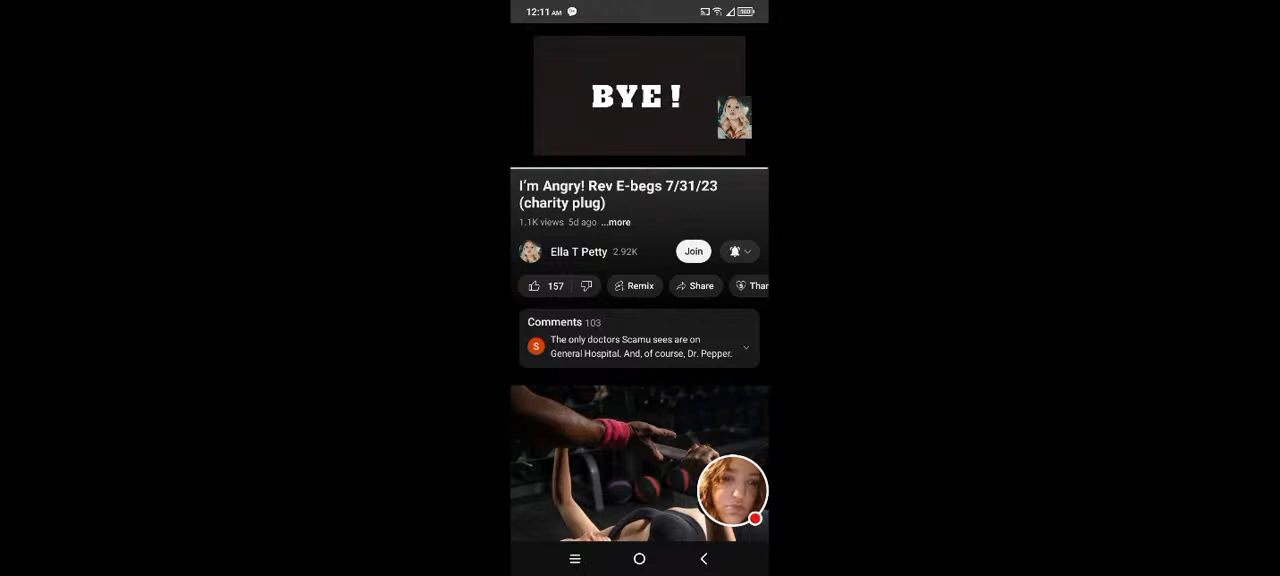 12:11 AM
BYE !
I'm Angry! Rev E-begs 7/31/23
(charity plug)
1.1K views 5d ago ...more
Ella T Petty 2.92K
Join
157
Remix
Share
Than
Comments 103
S
The only doctors Scamu sees are on
General Hospital. And, of course, Dr. Pepper.